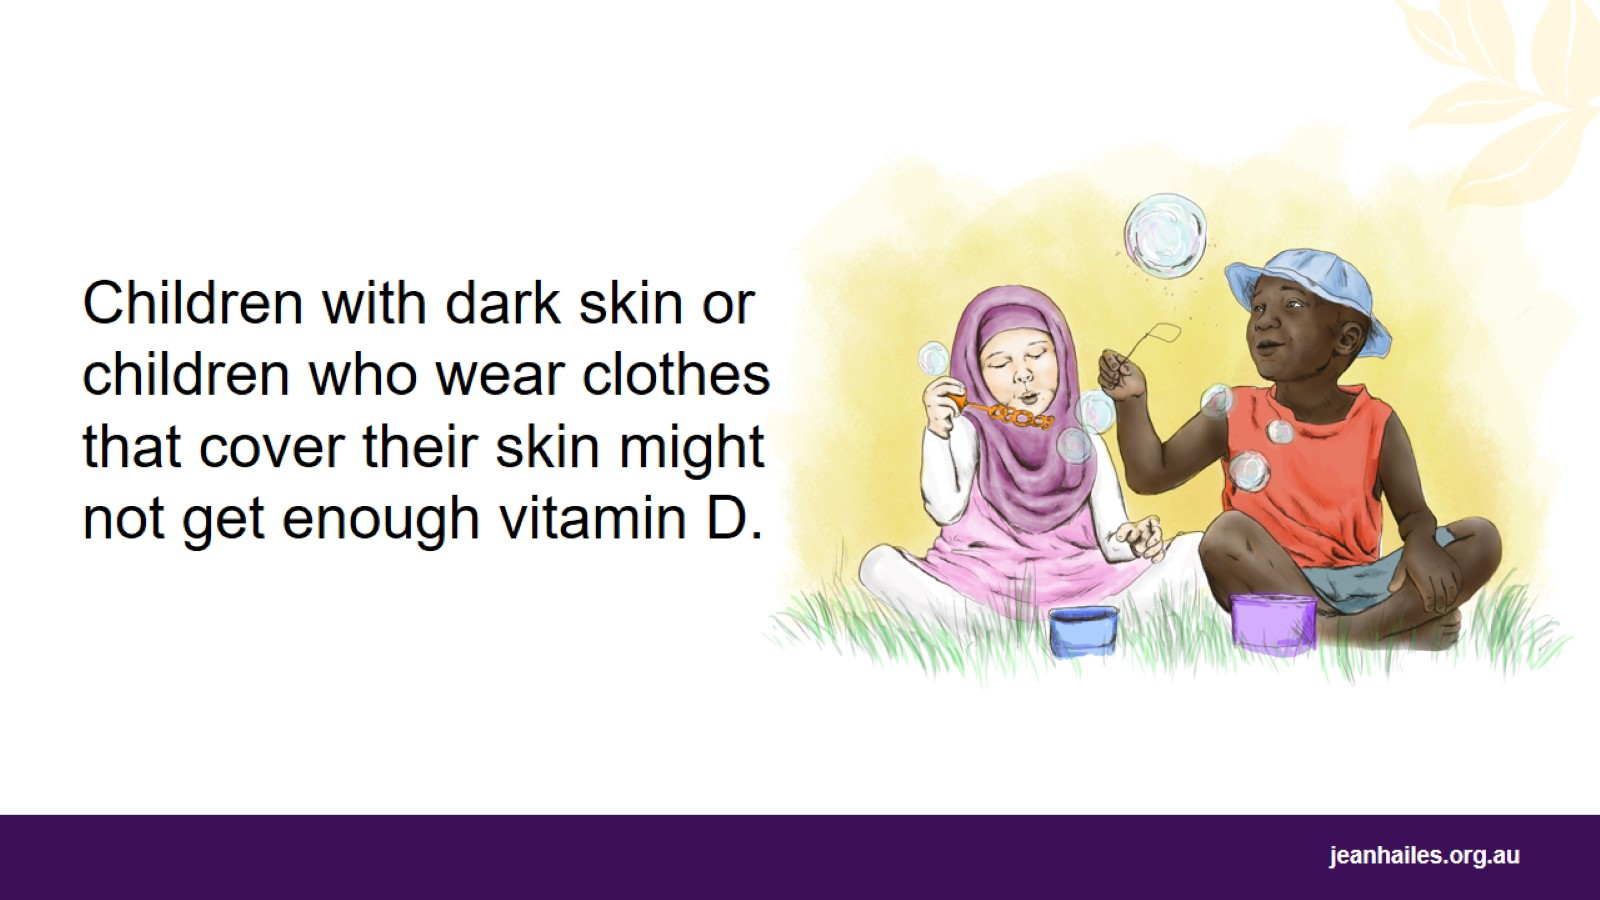 Children with dark skin or
children who wear clothes
that cover their skin might
not get enough vitamin D.
jeanhailes.org.au